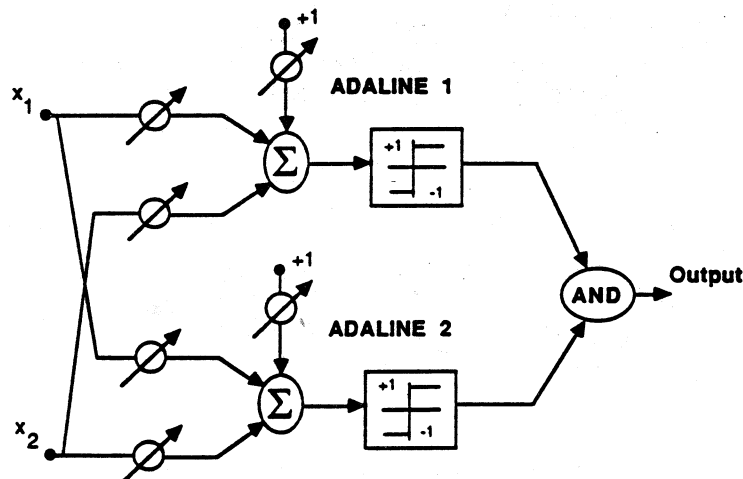 +1
ADALINE 1
x1
Σ
+1
-1
+1
ADALINE 2
AND
Output
x2
Σ
+1
-1